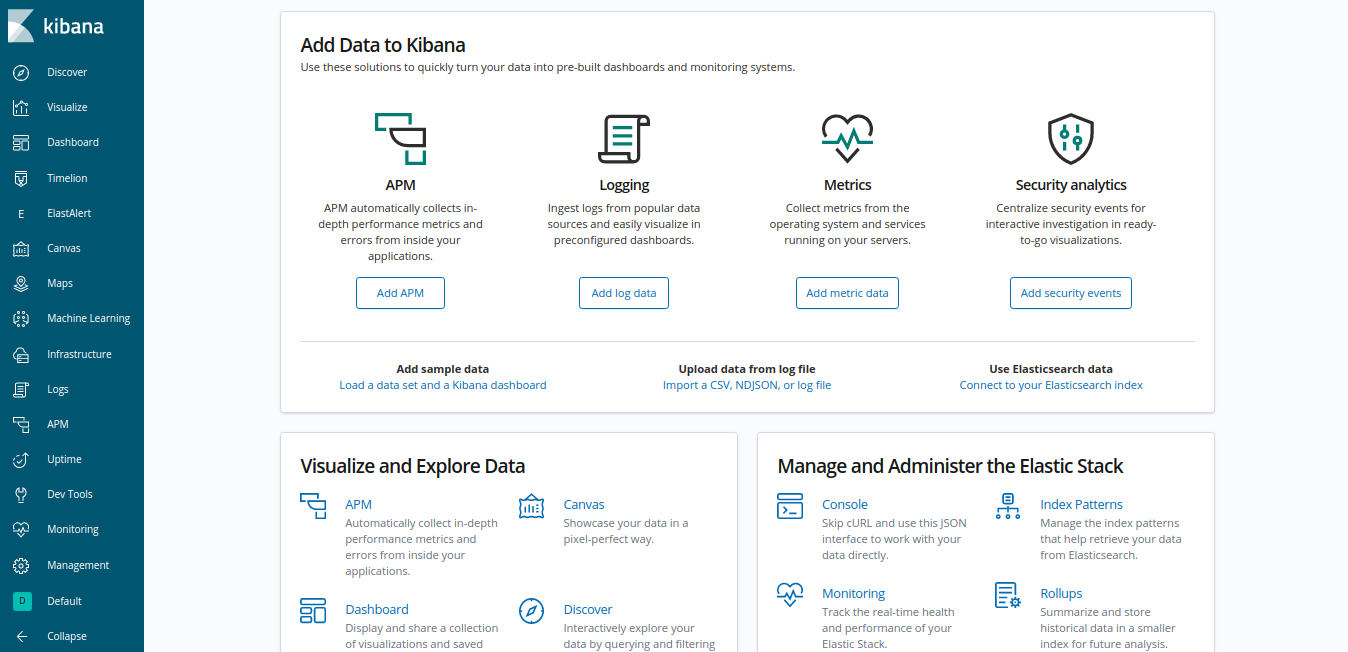 kibana
Discover
Visualize
Dashboard
Timelion
E ElastAlert
Canvas
Maps
Machine Learning
Infrastructure
Logs
APM
Uptime
Dev Tools
Monitoring
Management
D Default
Collapse
Add Data to Kibana
Use these solutions to quickly turn your data into pre-built dashboards and monitoring systems.
APM
APM automatically collects in-
depth performance metrics and
errors from inside your
applications.
Add APM
Logging
Ingest logs from popular data
sources and easily visualize in
preconfigured dashboards.
Add log data
Metrics
Collect metrics from the
operating system and services
running on your servers.
Add metric data
Security analytics
Centralize security events for
interactive investigation in ready-
to-go visualizations.
Add security events
Add sample data
Load a data set and a Kibana dashboard
Upload data from log file
Import a CSV, NDJSON, or log file
Use Elasticsearch data
Connect to your Elasticsearch index
Visualize and Explore Data
APM
Automatically collect in-depth
performance metrics and
errors from inside your
applications.
Canvas
Showcase your data in a
pixel-perfect way.
Dashboard
Display and share a collection
of visualizations and saved
Discover
Interactively explore your
data by querying and filtering
Manage and Administer the Elastic Stack
Console
Skip cURL and use this JSON
interface to work with your
data directly.
Index Patterns
Manage the index patterns
that help retrieve your data
from Elasticsearch.
Monitoring
Track the real-time health
and performance of your
Elastic Stack.
Rollups
Summarize and store
historical data in a smaller
index for future analysis.